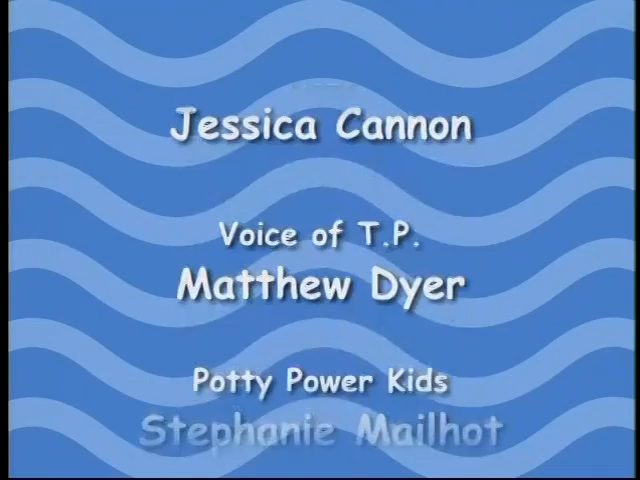 Jessica Cannon
Voice of T.P.
Matthew Dyer
Potty Power Kids
Stephanie Mailhot